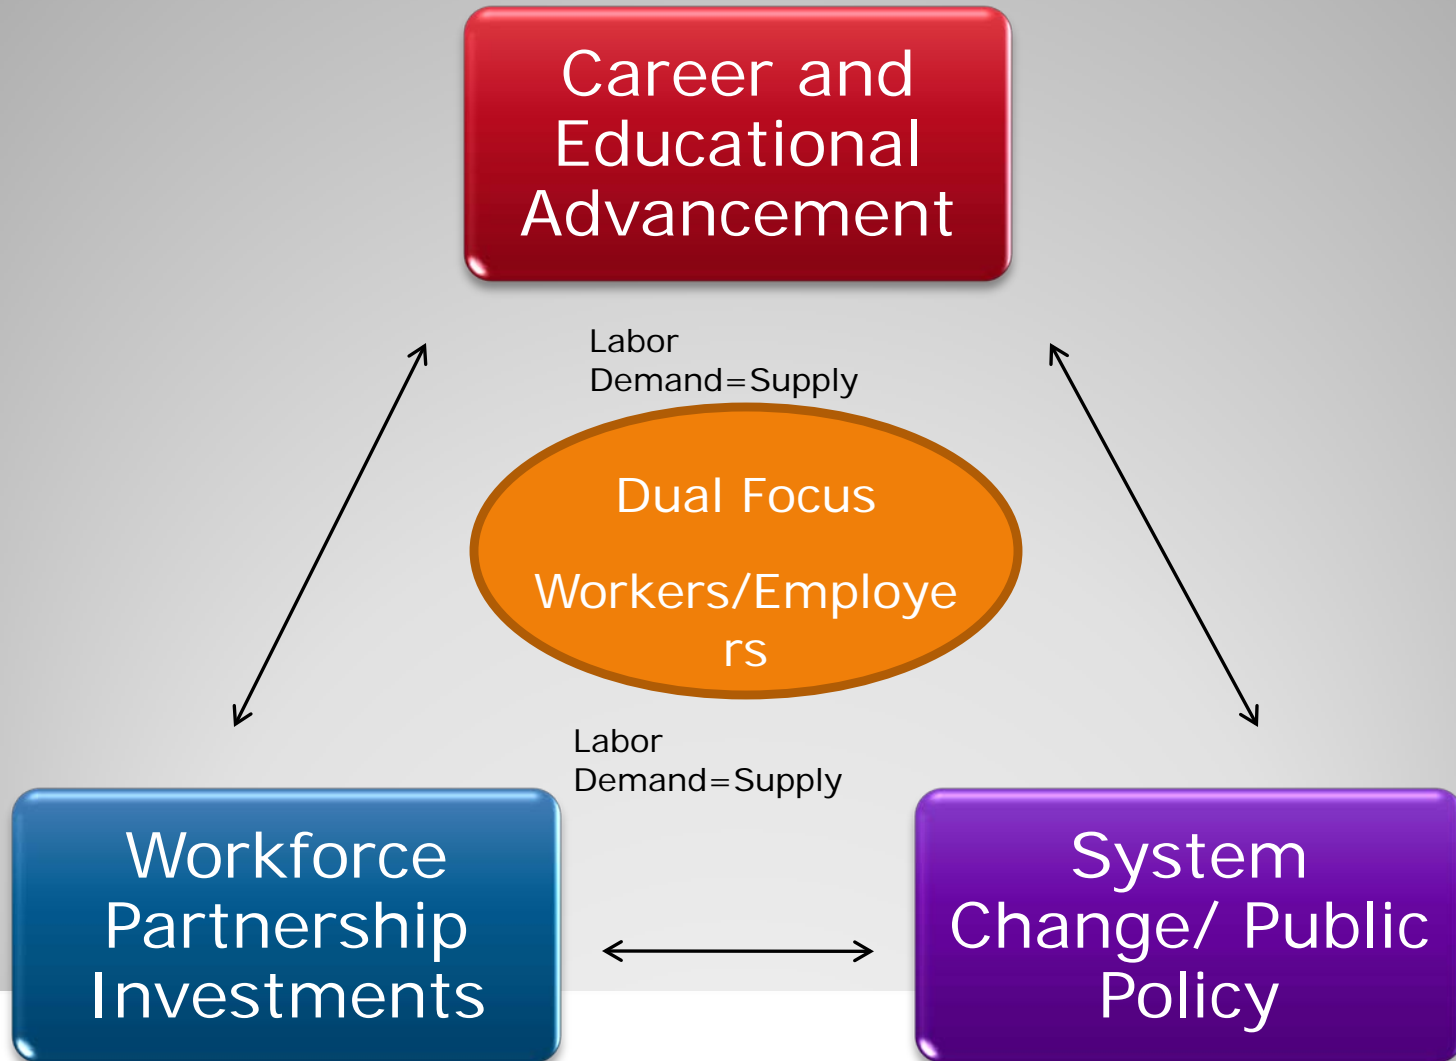 Career and
Educational
Advancement
Labor
Demand=Supply
Dual Focus
Workers/Employe
rs
Labor
Demand=Supply
Workforce
Partnership
Investments
System
Change/ Public
Policy